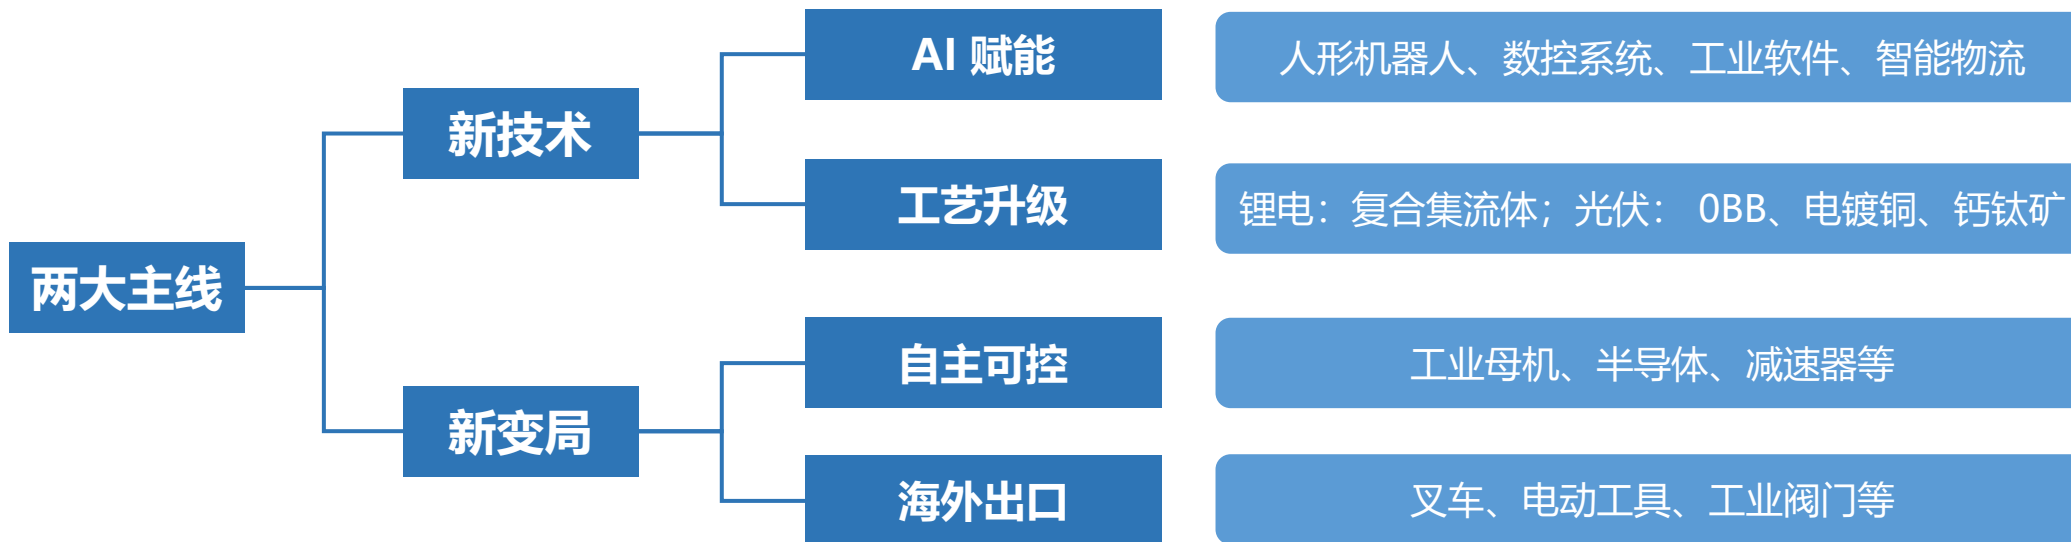 两大主线
新技术
AI 赋能
人形机器人、数控系统、工业软件、智能物流
工艺升级
锂电：复合集流体；光伏： 0BB、电镀铜、钙钛矿
新变局
自主可控
工业母机、半导体、减速器等
海外出口
叉车、电动工具、工业阀门等